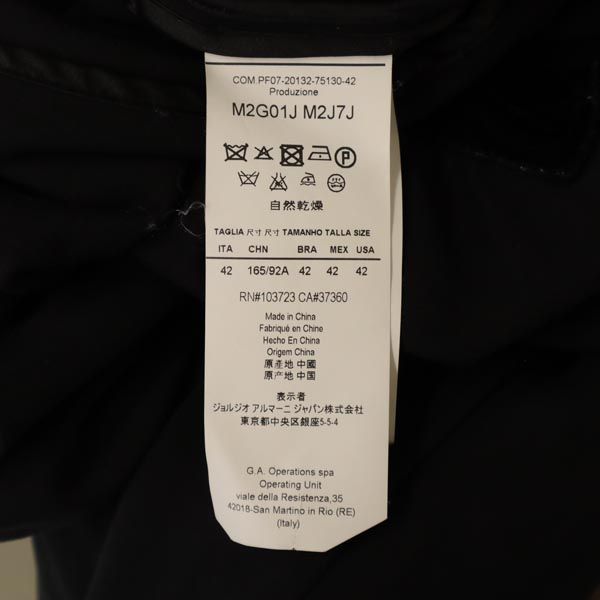 COM.PF07-20132-75130-42
Produzione
M2G01J M2J7J
自然乾燥
TAGLIA 尺寸 尺寸 TAMANHO TALLA SIZE
ITA CHN BRA MEX USA
42 165/92A 42 42 42
RN#103723 CA#37360
Made in China
Fabriqué en Chine
Hecho En China
Origem China
原產地 中國
原产地 中国
表示者
ジョルジオ アルマーニ ジャパン株式会社
東京都中央区銀座5-5-4
G.A. Operations spa
Operating Unit
viale della Resistenza,35
42018-San Martino in Rio (RE)
(Italy)